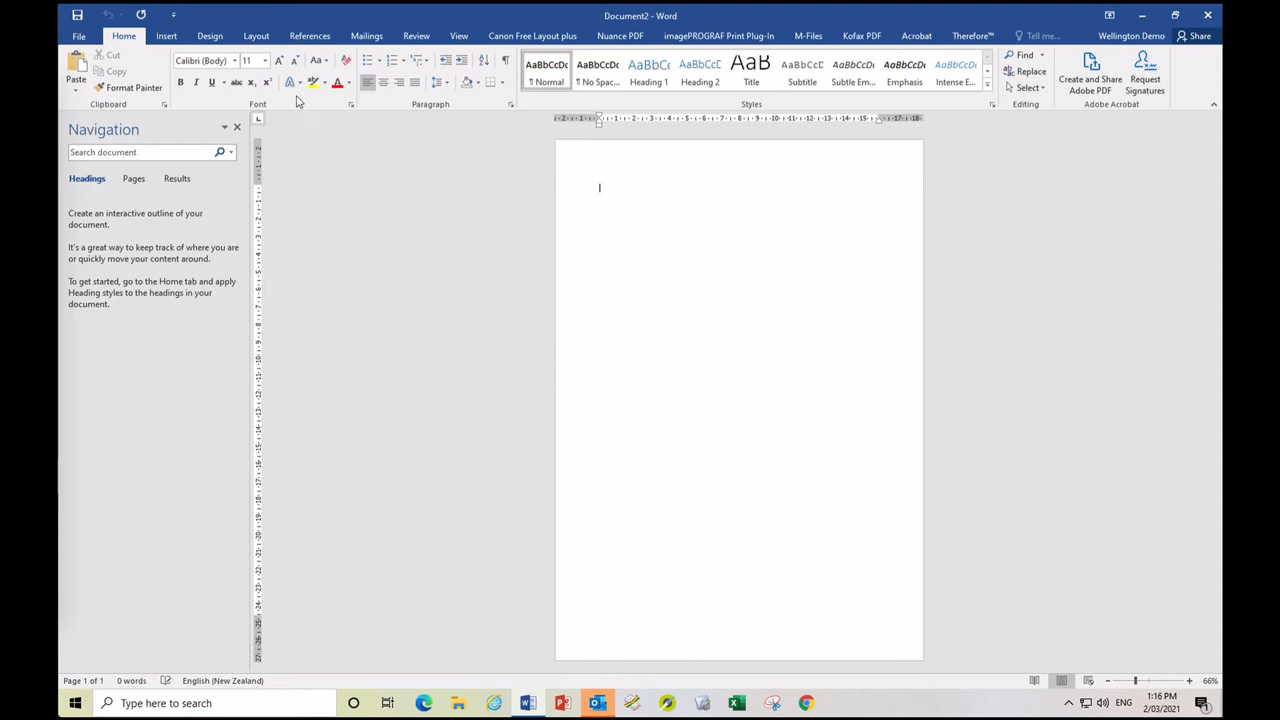 Document2 - Word
File Home Insert Design Layout References Mailings Review View Canon Free Layout plus Nuance PDF imagePROGRAF Print Plug-In M-Files Kofax PDF Acrobat Therefore™ Tell me... Wellington Demo Share
Paste
Cut
Copy
Format Painter
Clipboard
Calibri (Body) 11
Font
Paragraph
AaBbCcDc AaBbCcDc AaBbCc AaBbCcD AaB AaBbCcD AaBbCcDc AaBbCcDc AaBbCcDc
¶ Normal ¶ No Spac... Heading 1 Heading 2 Title Subtitle Subtle Em... Emphasis Intense E...
Styles
Find
Replace
Select
Editing
Create and Share Adobe PDF
Request Signatures
Adobe Acrobat
Navigation
Search document
Headings Pages Results
Create an interactive outline of your
document.
It's a great way to keep track of where you are
or quickly move your content around.
To get started, go to the Home tab and apply
Heading styles to the headings in your
document.
Page 1 of 1 0 words English (New Zealand) 66%
Type here to search
ENG
1:16 PM
2/03/2021